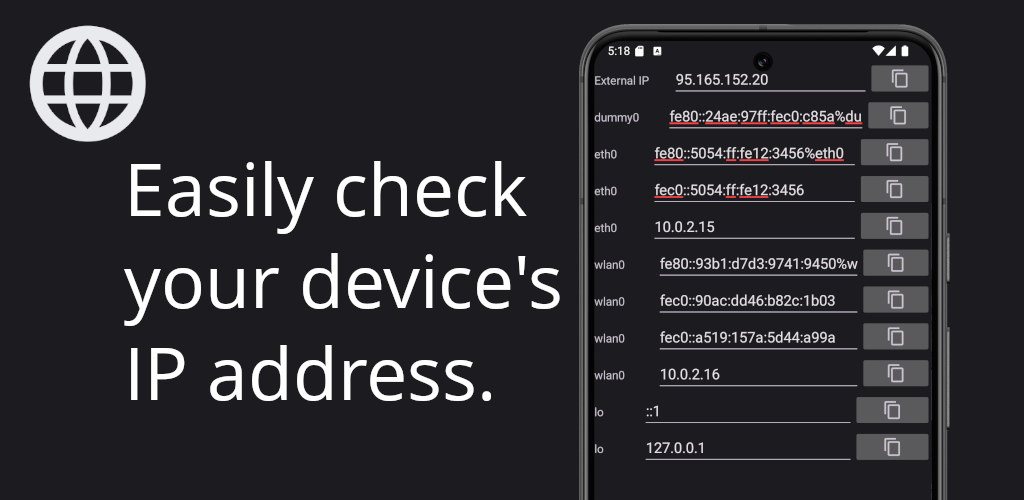 Easily check
your device's
IP address.
5:18
External IP 95.165.152.20
dummy0 fe80::24ae:97ff:fec0:c85a%du
eth0 fe80::5054:ff:fe12:3456%eth0
eth0 fec0::5054:ff:fe12:3456
eth0 10.0.2.15
wlan0 fe80::93b1:d7d3:9741:9450%w
wlan0 fec0::90ac:dd46:b82c:1b03
wlan0 fec0::a519:157a:5d44:a99a
wlan0 10.0.2.16
lo ::1
lo 127.0.0.1